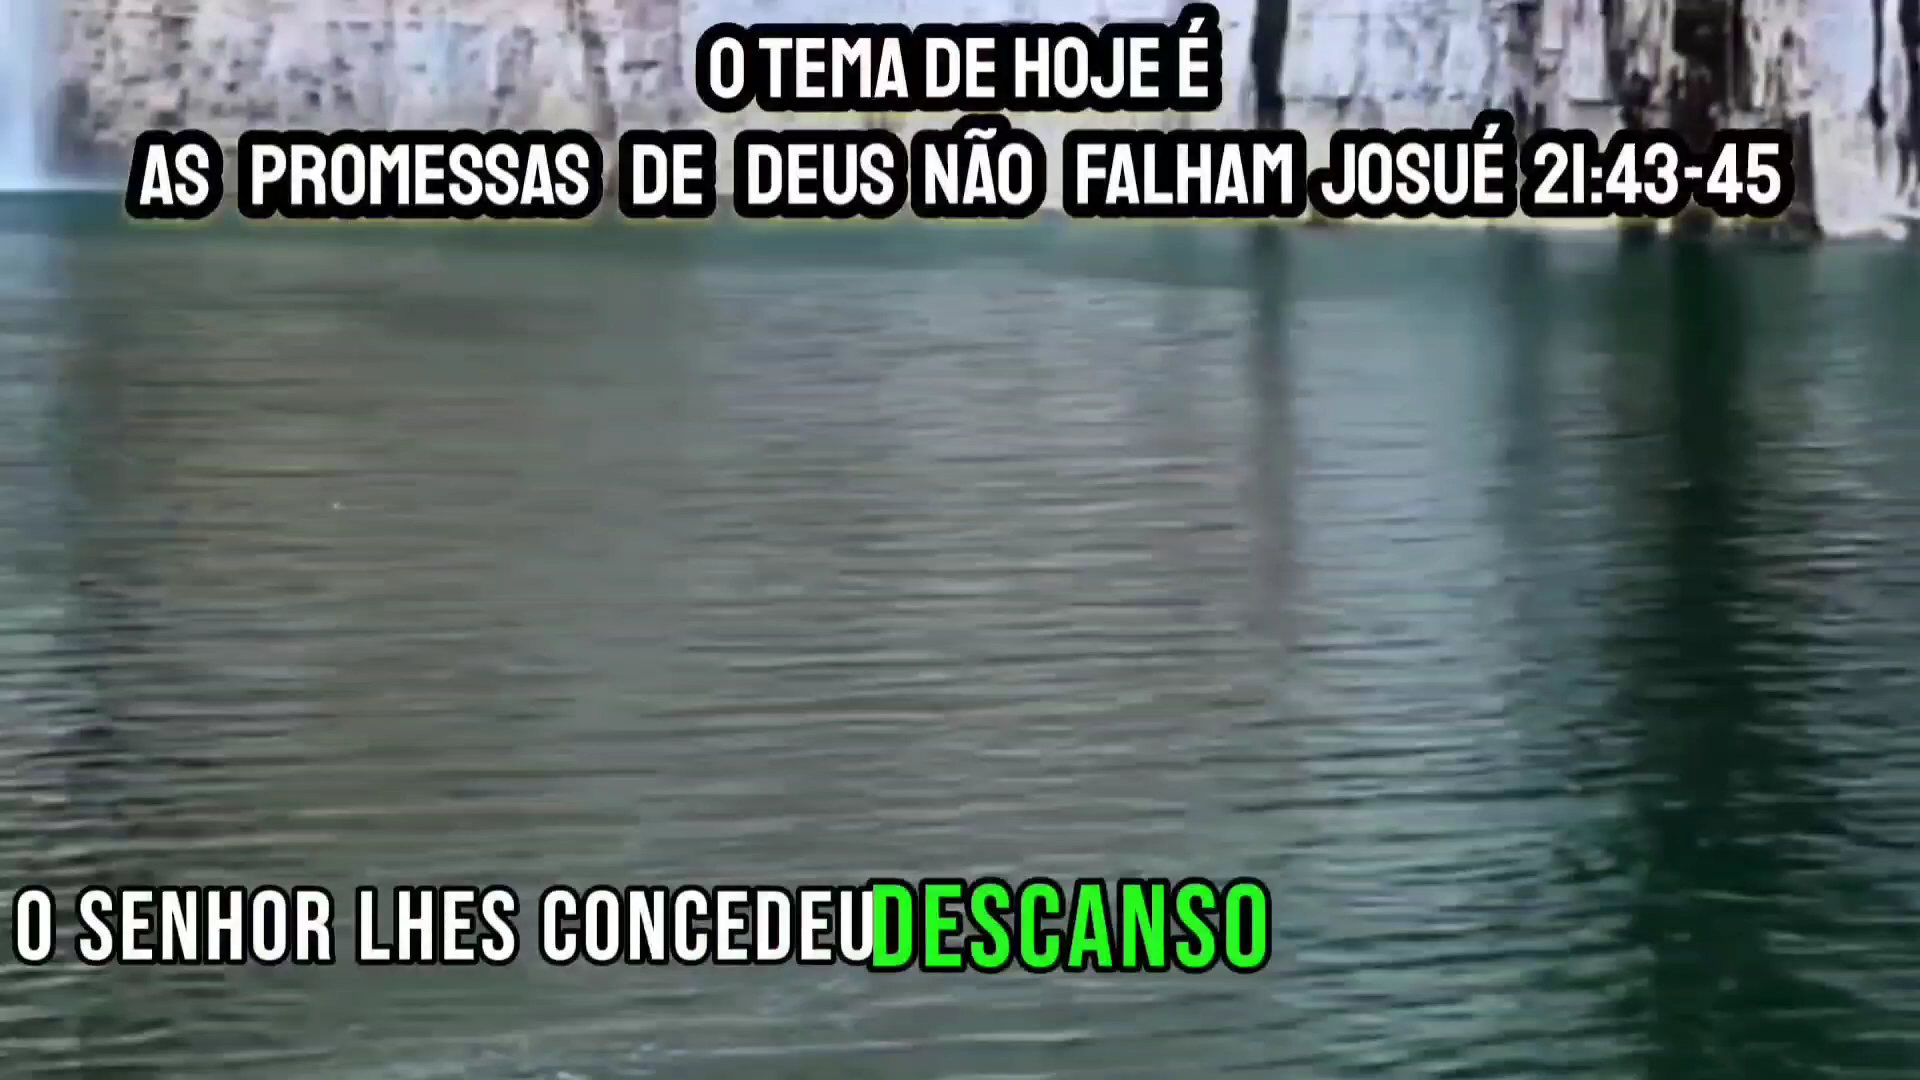 O TEMA DE HOJE É
AS PROMESSAS DE DEUS NÃO FALHAM JOSUÉ 21:43-45
O SENHOR LHES CONCEDEU DESCANSO